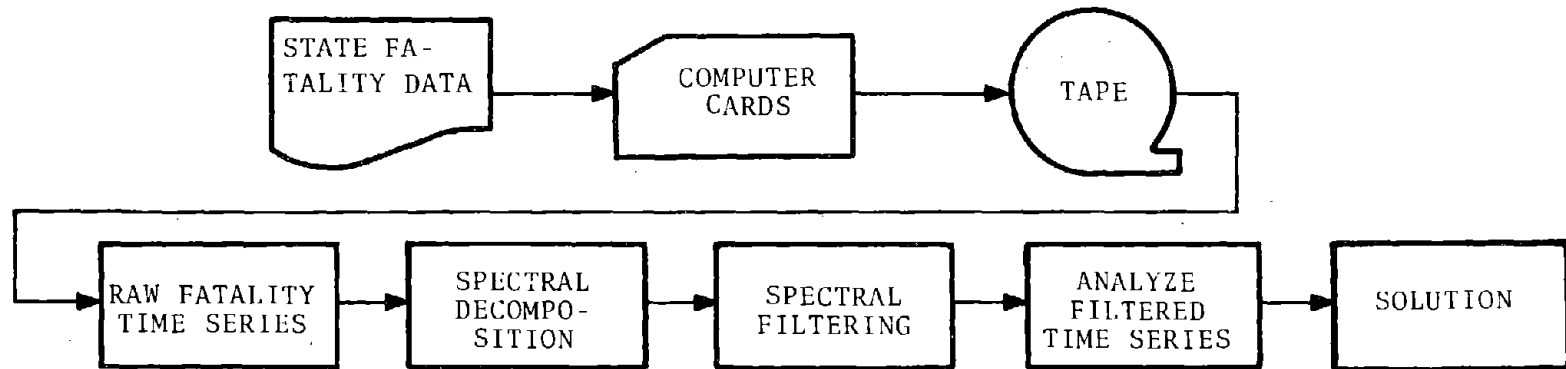 STATE FA-
TALITY DATA
COMPUTER
CARDS
TAPE
RAW FATALITY
TIME SERIES
SPECTRAL
DECOMPO-
SITION
SPECTRAL
FILTERING
ANALYZE
FILTERED
TIME SERIES
SOLUTION